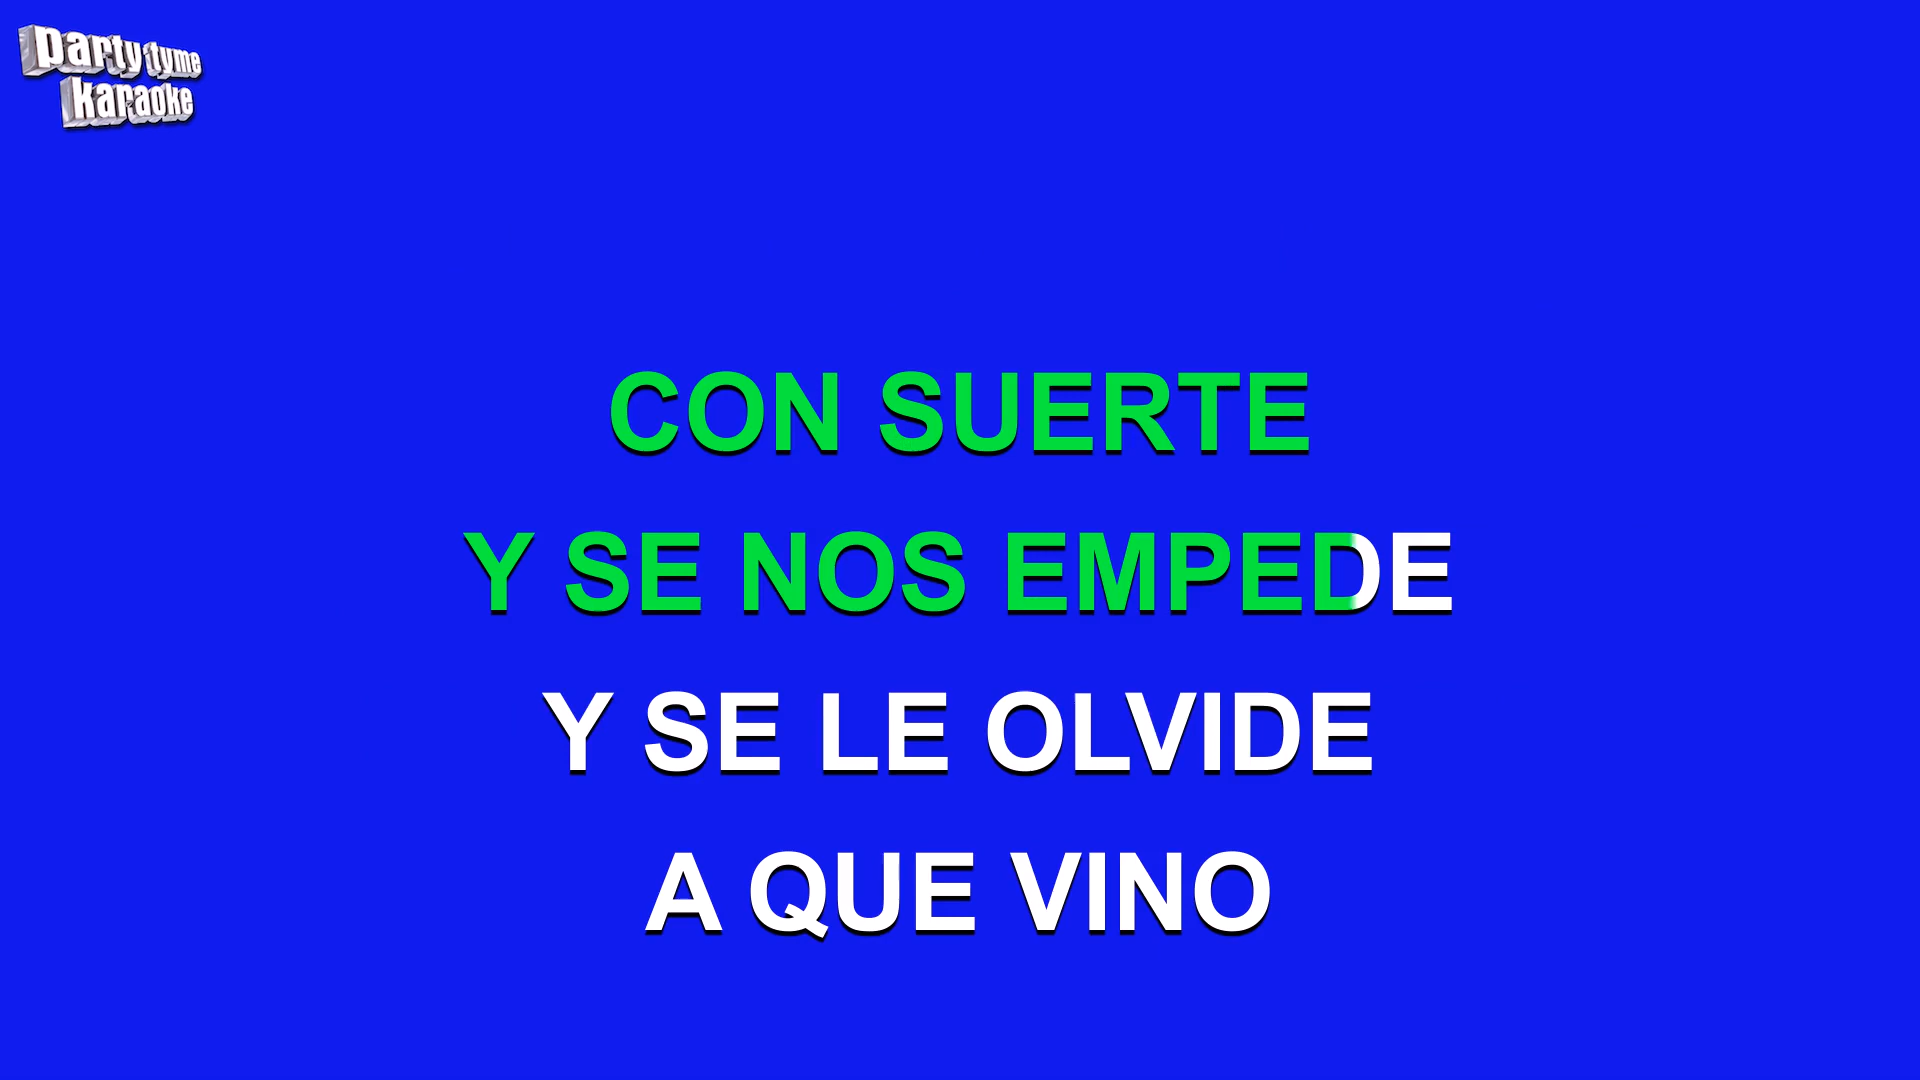 party tyme
karaoke
CON SUERTE
Y SE NOS EMPEDE
Y SE LE OLVIDE
A QUE VINO